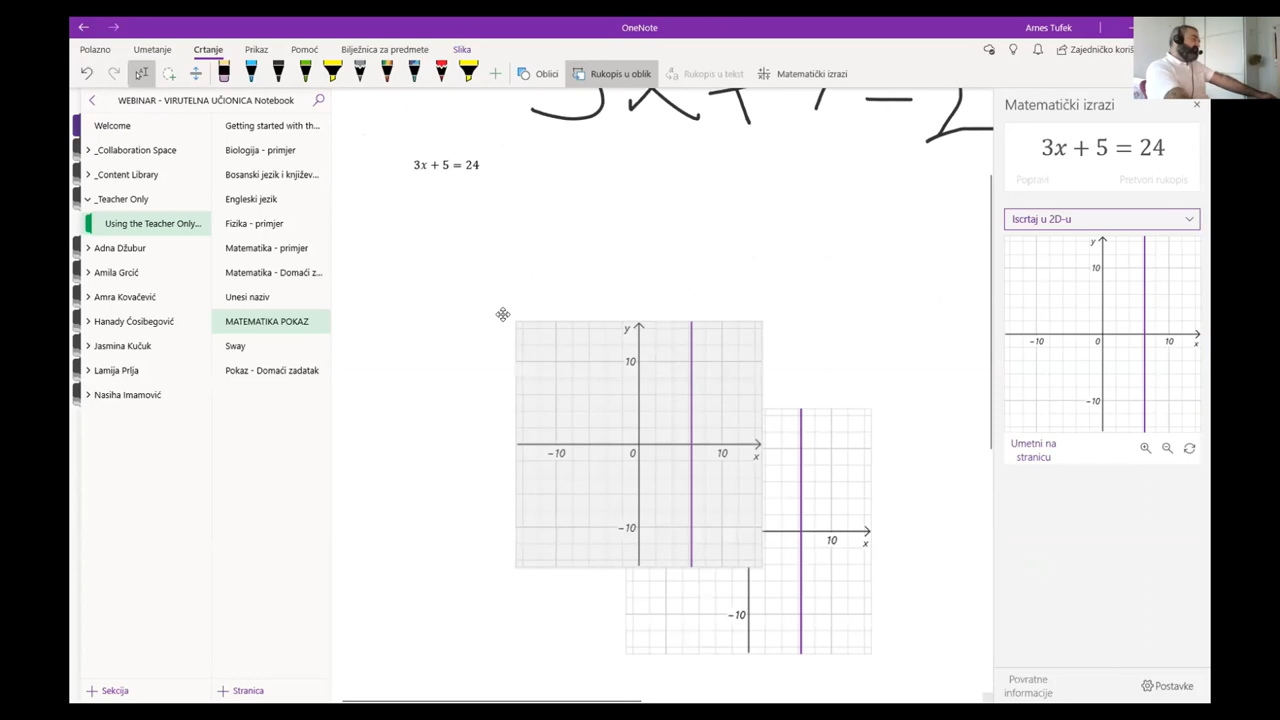 OneNote
Arnes Tufek
Polazno Umetanje Crtanje Prikaz Pomoć Bilježnica za predmete Slika
Zajedničko koriš
Oblici Rukopis u oblik Rukopis u tekst Matematički izrazi
WEBINAR - VIRUTELNA UČIONICA Notebook
Welcome
_Collaboration Space
_Content Library
_Teacher Only
Using the Teacher Only...
Adna Džubur
Amila Grcić
Amra Kovačević
Hanady Ćosibegović
Jasmina Kučuk
Lamija Prlja
Nasiha Imamović
Sekcija
Getting started with th...
Biologija - primjer
Bosanski jezik i književ...
Engleski jezik
Fizika - primjer
Matematika - primjer
Matematika - Domaći z...
Unesi naziv
MATEMATIKA POKAZ
Sway
Pokaz - Domaći zadatak
Stranica
3x + 5 = 24
y
10
-10 0 10 x
-10
10 x
-10
Matematički izrazi
3x + 5 = 24
Popravi Pretvori rukopis
Iscrtaj u 2D-u
y
10
-10 0 10 x
-10
Umetni na
stranicu
Povratne
informacije
Postavke